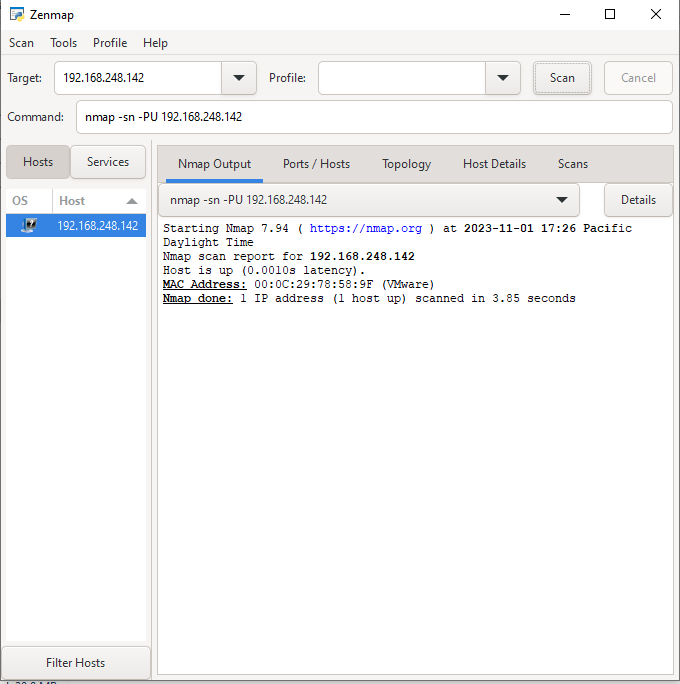 Zenmap
Scan Tools Profile Help
Target: 192.168.248.142 Profile: Scan Cancel
Command: nmap -sn -PU 192.168.248.142
Hosts Services
OS Host
192.168.248.142
Nmap Output Ports / Hosts Topology Host Details Scans
nmap -sn -PU 192.168.248.142 Details
Starting Nmap 7.94 ( https://nmap.org ) at 2023-11-01 17:26 Pacific
Daylight Time
Nmap scan report for 192.168.248.142
Host is up (0.0010s latency).
MAC Address: 00:0C:29:78:58:9F (VMware)
Nmap done: 1 IP address (1 host up) scanned in 3.85 seconds
Filter Hosts